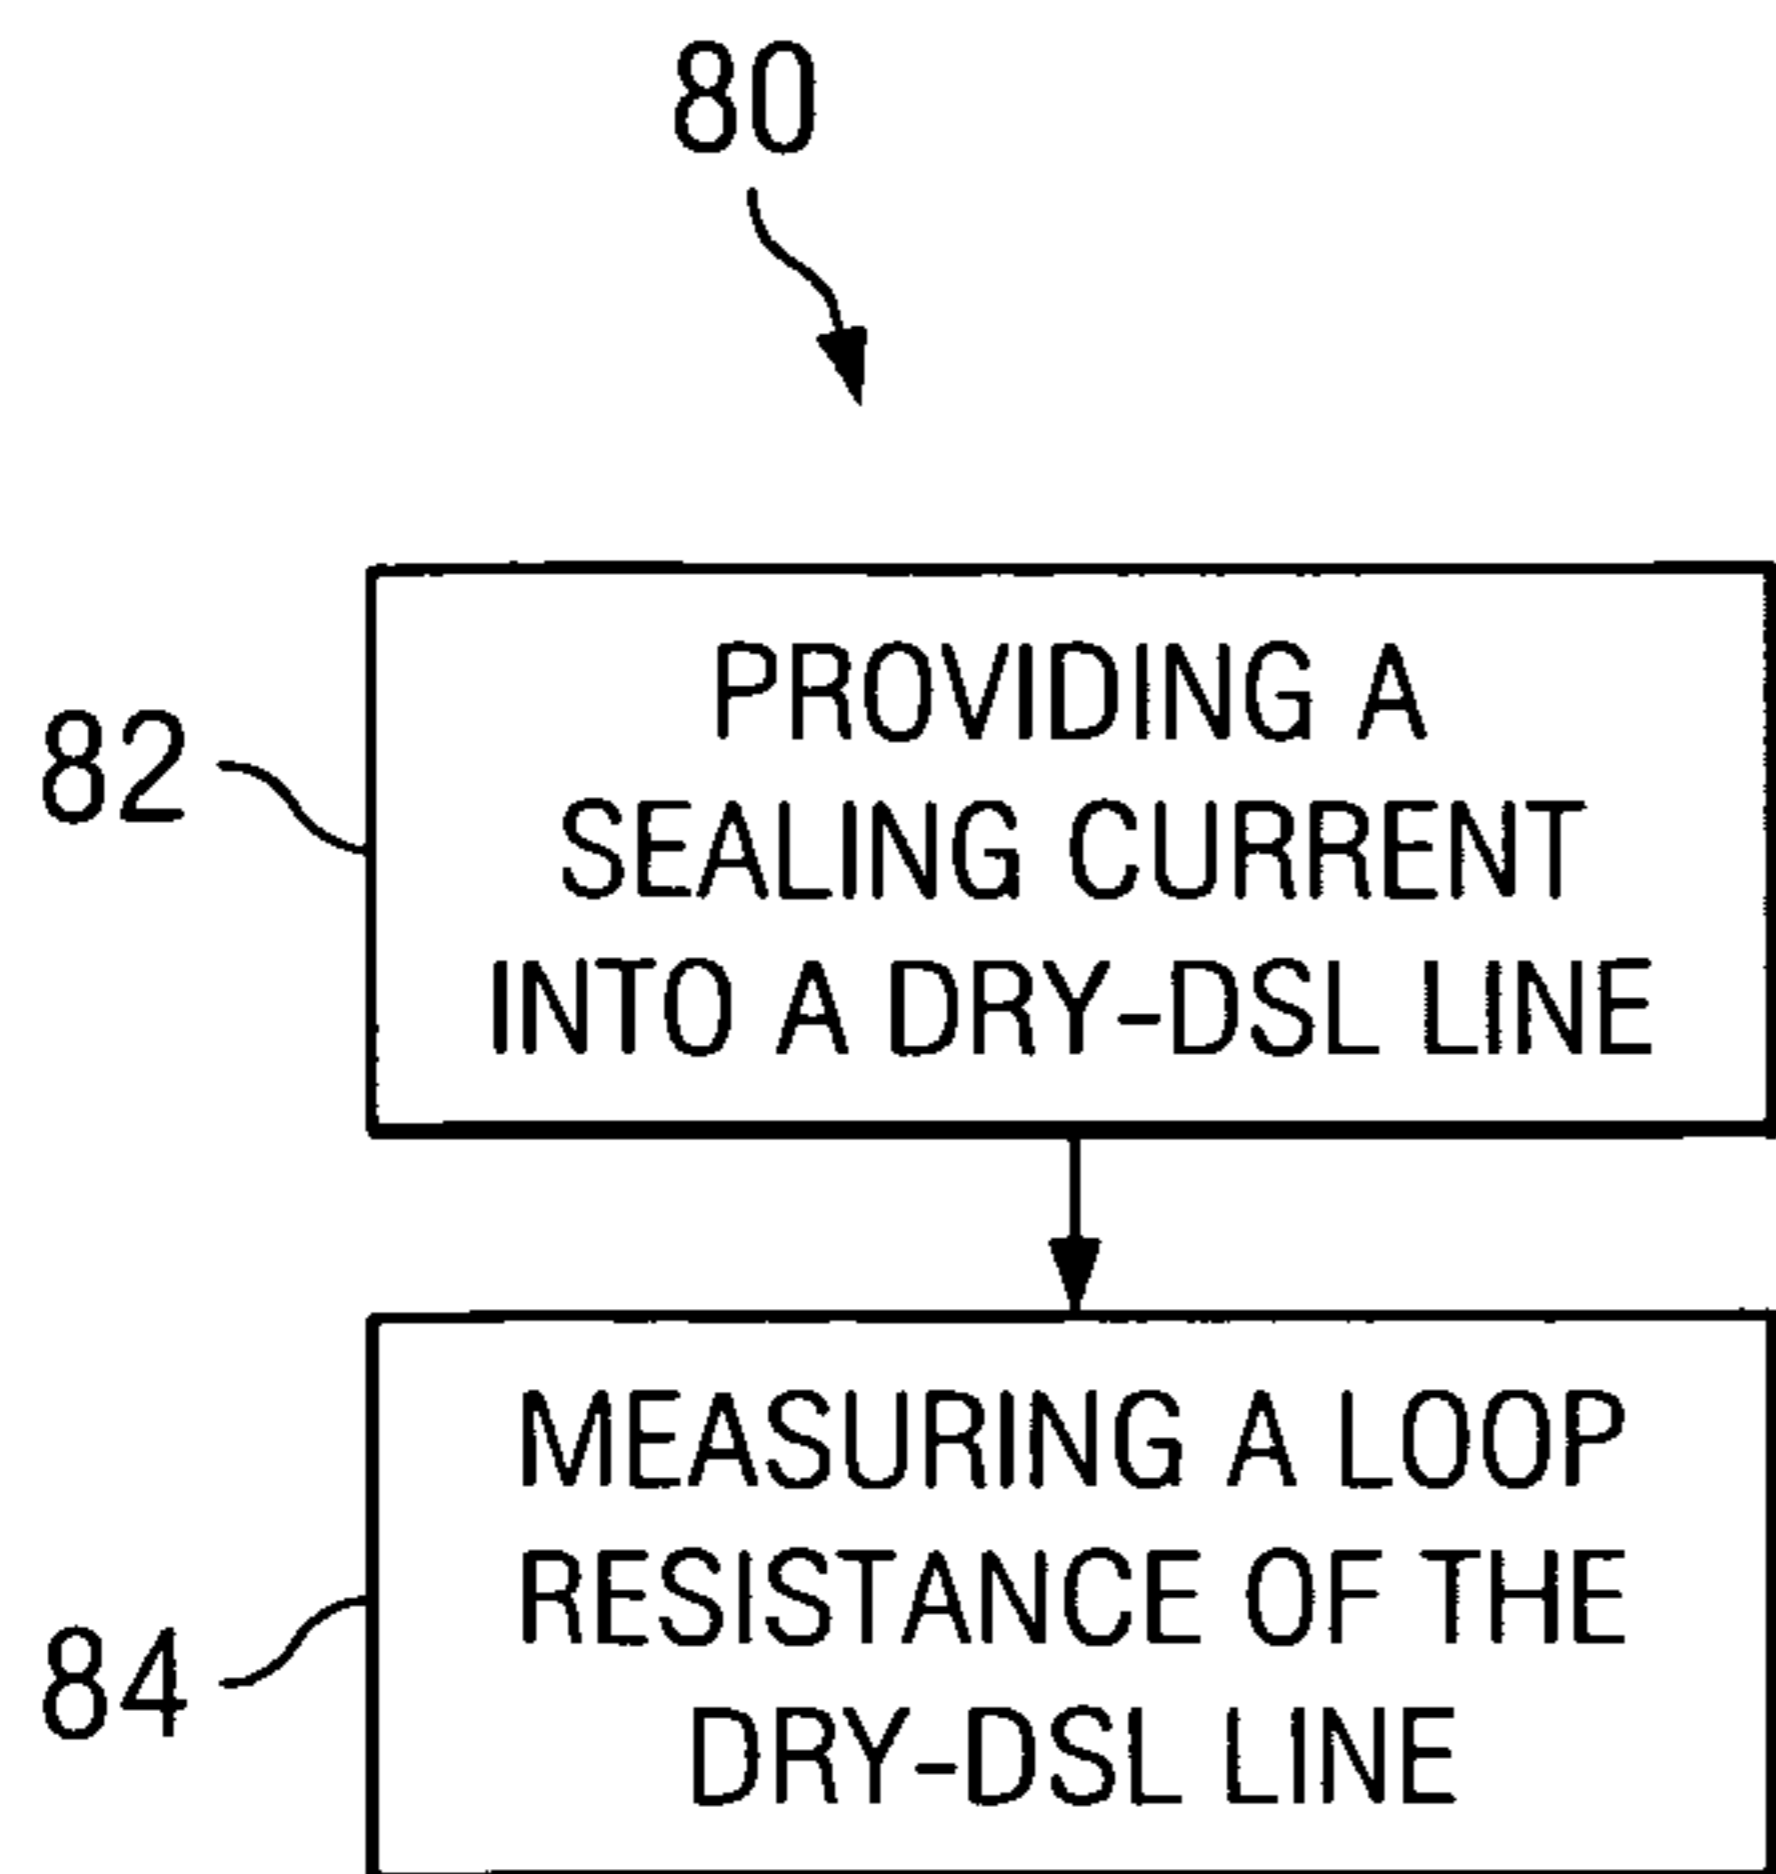 80
82
PROVIDING A
SEALING CURRENT
INTO A DRY-DSL LINE
84
MEASURING A LOOP
RESISTANCE OF THE
DRY-DSL LINE